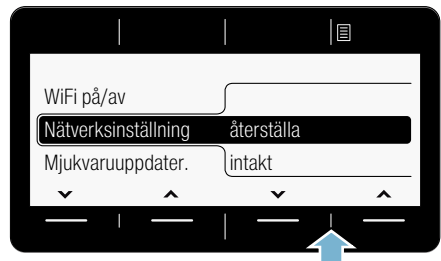 WiFi på/av
Nätverksinställning återställa
Mjukvaruuppdater. intakt